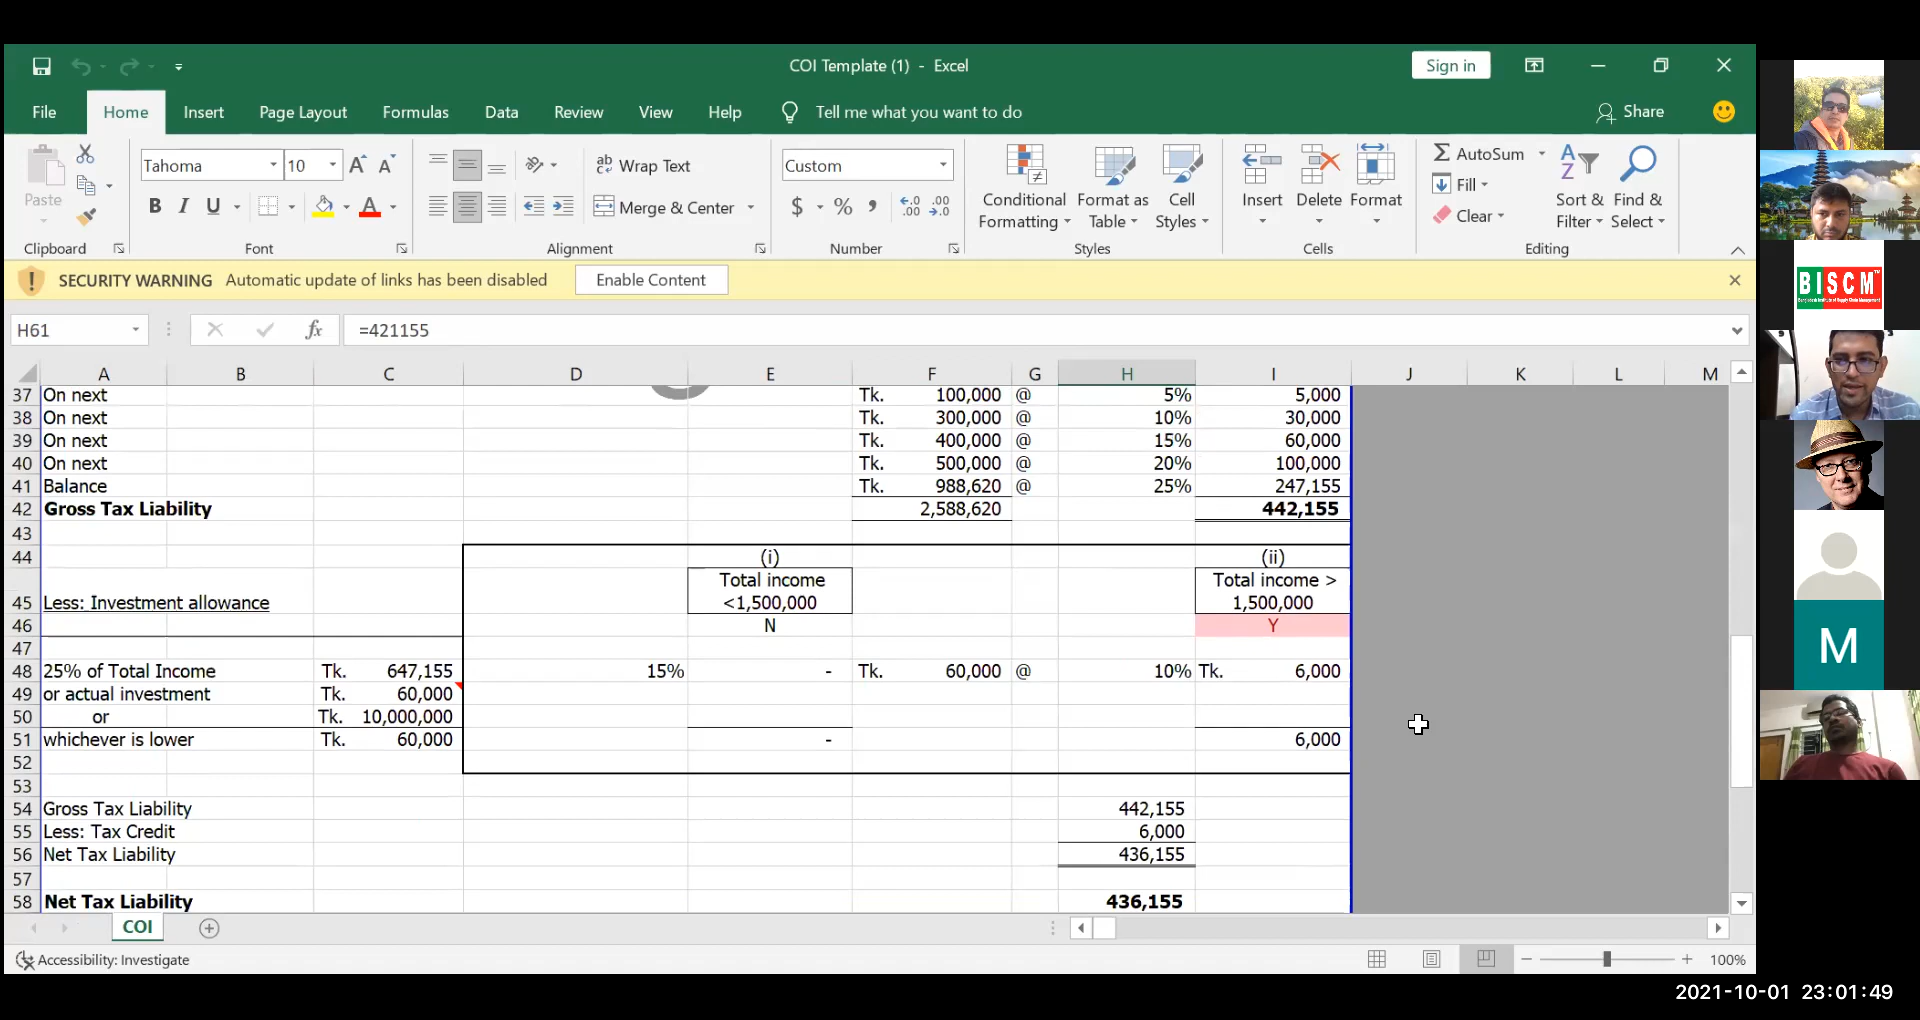 COI Template (1) - Excel
Sign in
File Home Insert Page Layout Formulas Data Review View Help Tell me what you want to do Share
Paste Tahoma 10 A A Wrap Text Custom Conditional Formatting Format as Table Cell Styles Insert Delete Format AutoSum Fill Clear Sort & Filter Find & Select
B I U A Merge & Center $ % ,
Clipboard Font Alignment Number Styles Cells Editing
SECURITY WARNING Automatic update of links has been disabled Enable Content
H61 fx =421155
A B C D E F G H I J K L M
37 On next Tk. 100,000 @ 5% 5,000
38 On next Tk. 300,000 @ 10% 30,000
39 On next Tk. 400,000 @ 15% 60,000
40 On next Tk. 500,000 @ 20% 100,000
41 Balance Tk. 988,620 @ 25% 247,155
42 Gross Tax Liability 2,588,620 442,155
43
44 (i) (ii)
Total income Total income >
45 Less: Investment allowance <1,500,000 1,500,000
46 N Y
47
48 25% of Total Income Tk. 647,155 15% - Tk. 60,000 @ 10% Tk. 6,000
49 or actual investment Tk. 60,000
50 or Tk. 10,000,000
51 whichever is lower Tk. 60,000 - 6,000
52
53
54 Gross Tax Liability 442,155
55 Less: Tax Credit 6,000
56 Net Tax Liability 436,155
57
58 Net Tax Liability 436,155
COI
Accessibility: Investigate 100%
BISCM
M
2021-10-01 23:01:49